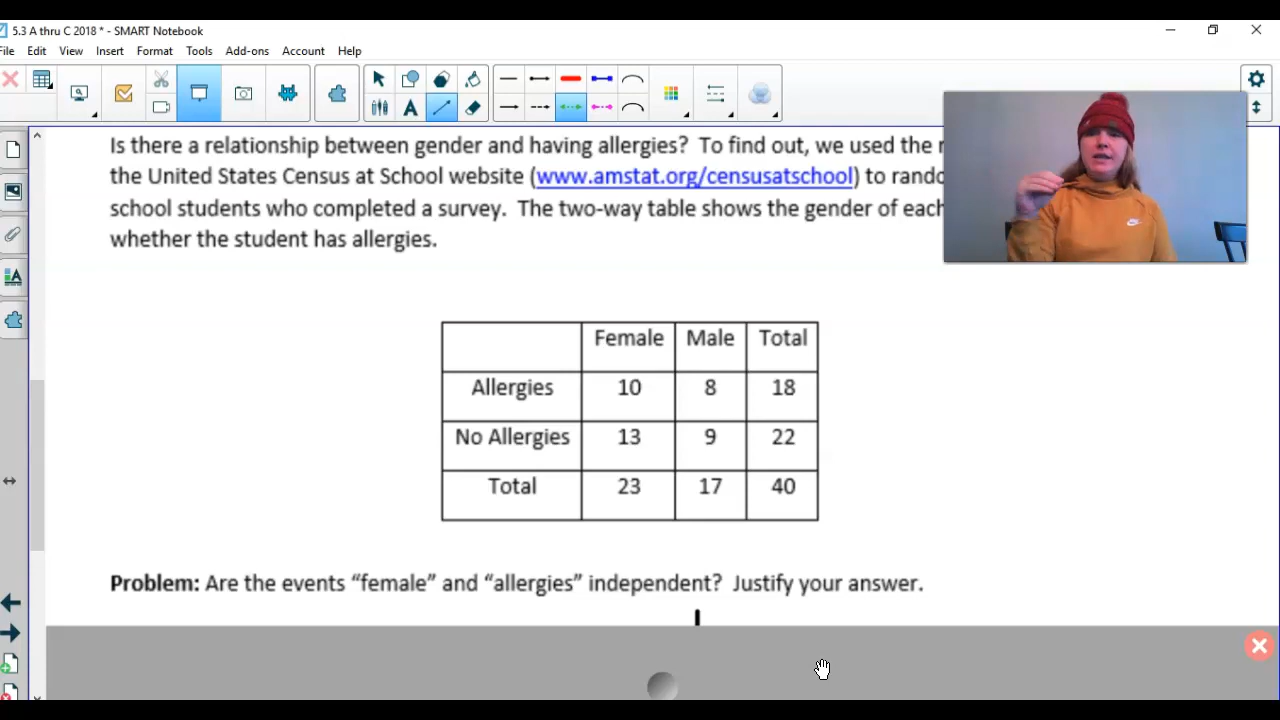 5.3 A thru C 2018 * - SMART Notebook
File Edit View Insert Format Tools Add-ons Account Help
Is there a relationship between gender and having allergies? To find out, we used the
the United States Census at School website (www.amstat.org/censusatschool) to
school students who completed a survey. The two-way table shows the gender of each
whether the student has allergies.
Female Male Total
Allergies 10 8 18
No Allergies 13 9 22
Total 23 17 40
Problem: Are the events “female” and “allergies” independent? Justify your answer.